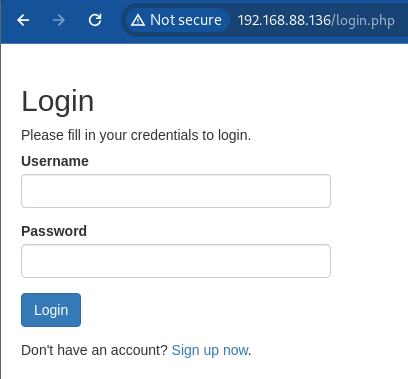 Not secure 192.168.88.136/login.php
Login
Please fill in your credentials to login.
Username
Password
Login
Don't have an account? Sign up now.